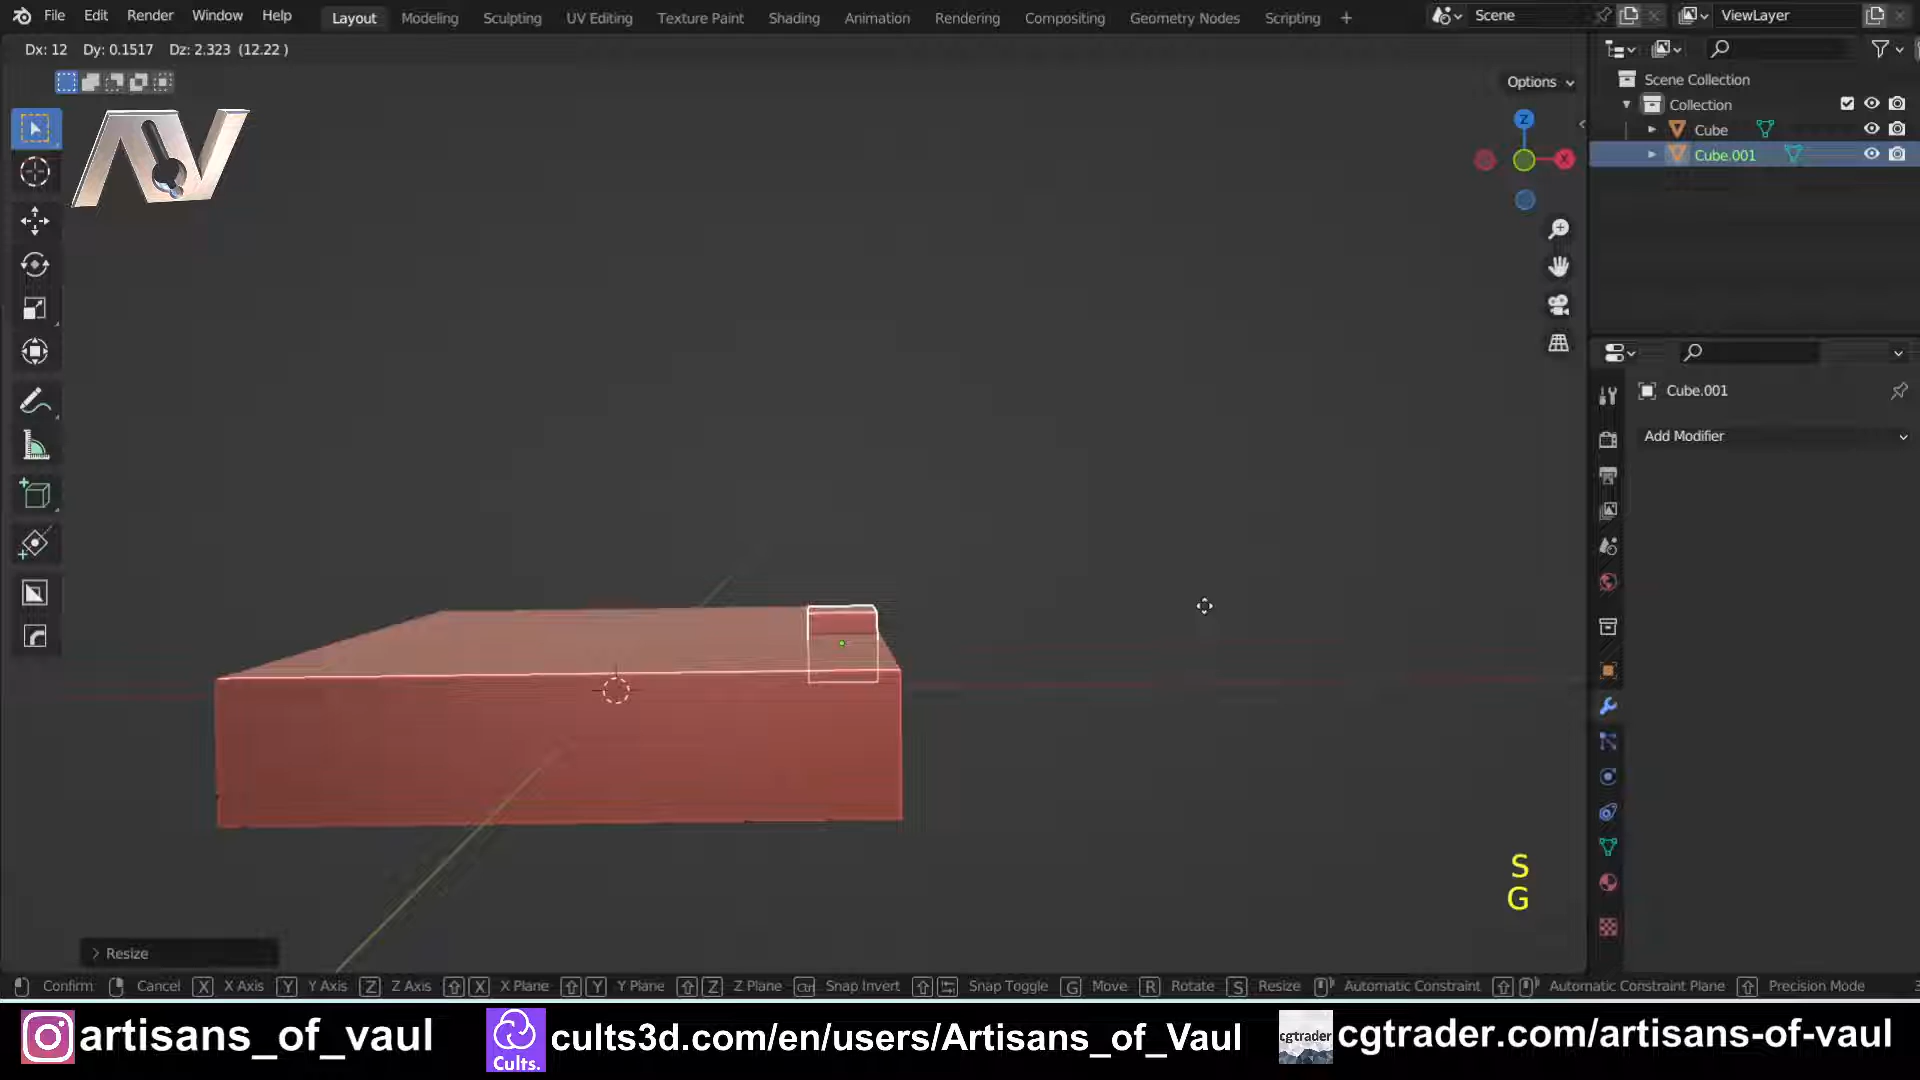 File Edit Render Window Help Layout Modeling Sculpting UV Editing Texture Paint Shading Animation Rendering Compositing Geometry Nodes Scripting + Scene ViewLayer
Dx: 12 Dy: 0.1517 Dz: 2.323 (12.22 )
Options
Scene Collection
Collection
Cube
Cube.001
Z
X
Cube.001
Add Modifier
S
G
Resize
Confirm Cancel X X Axis Y Y Axis Z Z Axis X X Plane Y Y Plane Z Z Plane Ctrl Snap Invert Snap Toggle G Move R Rotate S Resize Automatic Constraint Automatic Constraint Plane Precision Mode
artisans_of_vaul
Cults.
cults3d.com/en/users/Artisans_of_Vaul
cgtrader
cgtrader.com/artisans-of-vaul